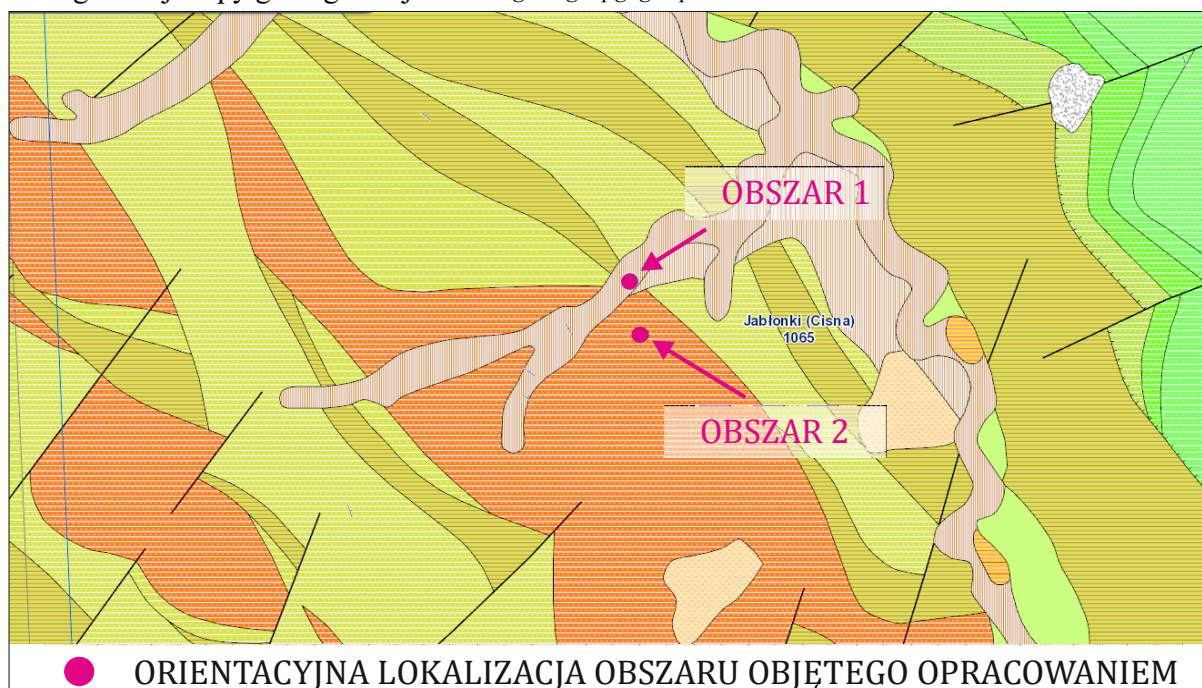 OBSZAR 1
Jabłonki (Cisna)
1065
OBSZAR 2
ORIENTACYJNA LOKALIZACJA OBSZARU OBJĘTEGO OPRACOWANIEM